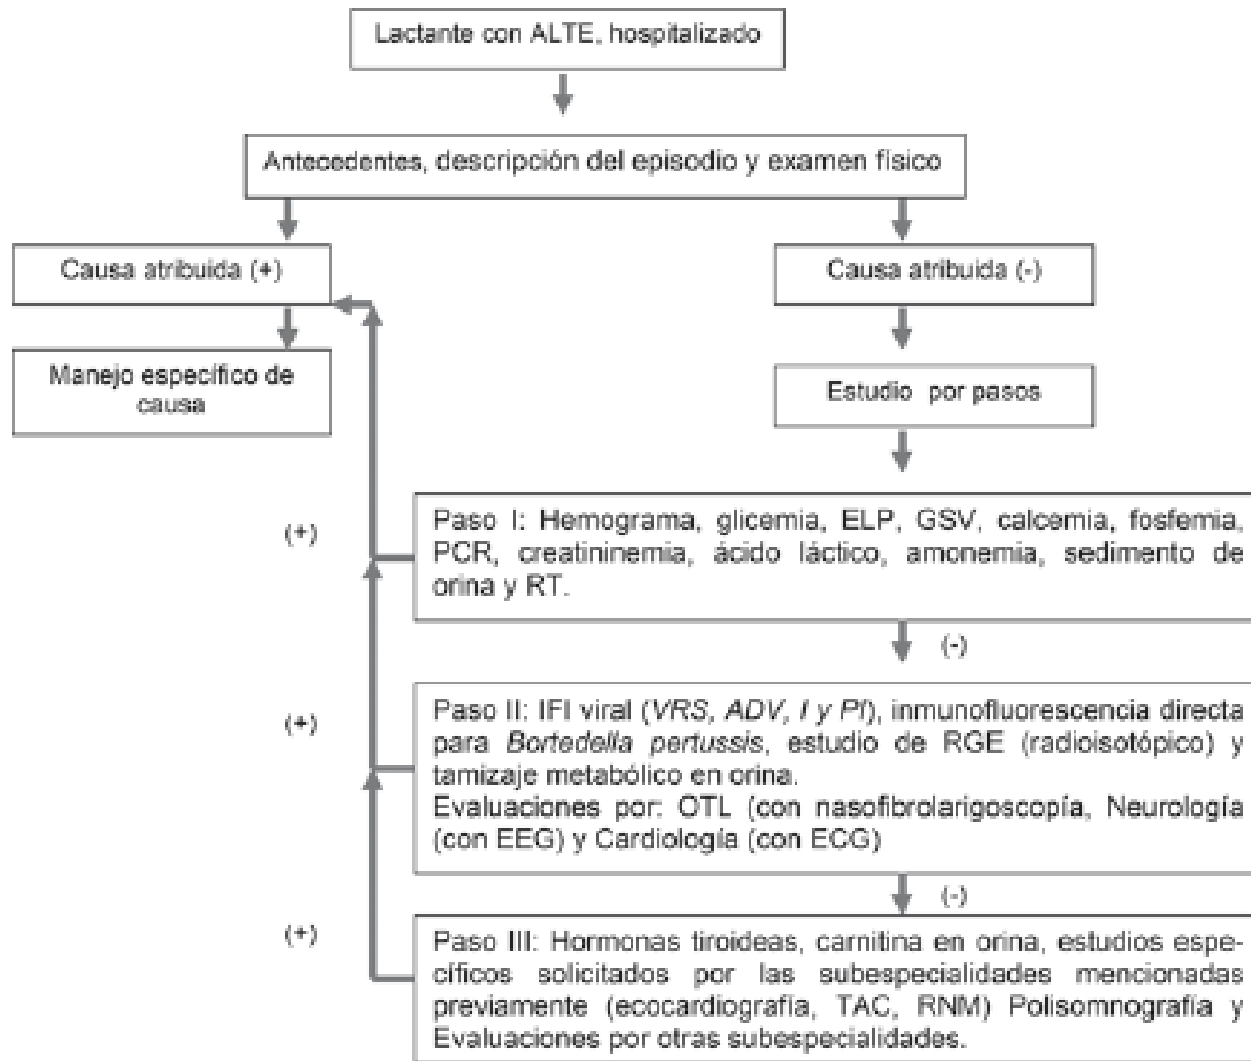 Lactante con ALTE, hospitalizado
Antecedentes, descripción del episodio y examen físico
Causa atribuida (+)
Causa atribuida (-)
Manejo específico de
causa
Estudio por pasos
(+)
Paso I: Hemograma, glicemia, ELP, GSV, calcemia, fosfemia,
PCR, creatininemia, ácido láctico, amonemia, sedimento de
orina y RT.
(-)
(+)
Paso II: IFI viral (VRS, ADV, I y PI), inmunofluorescencia directa
para Bortedella pertussis, estudio de RGE (radioisotópico) y
tamizaje metabólico en orina.
Evaluaciones por: OTL (con nasofibrolarigoscopía, Neurología
(con EEG) y Cardiología (con ECG)
(-)
(+)
Paso III: Hormonas tiroideas, carnitina en orina, estudios espe-
cíficos solicitados por las subespecialidades mencionadas
previamente (ecocardiografía, TAC, RNM) Polisomnografía y
Evaluaciones por otras subespecialidades.